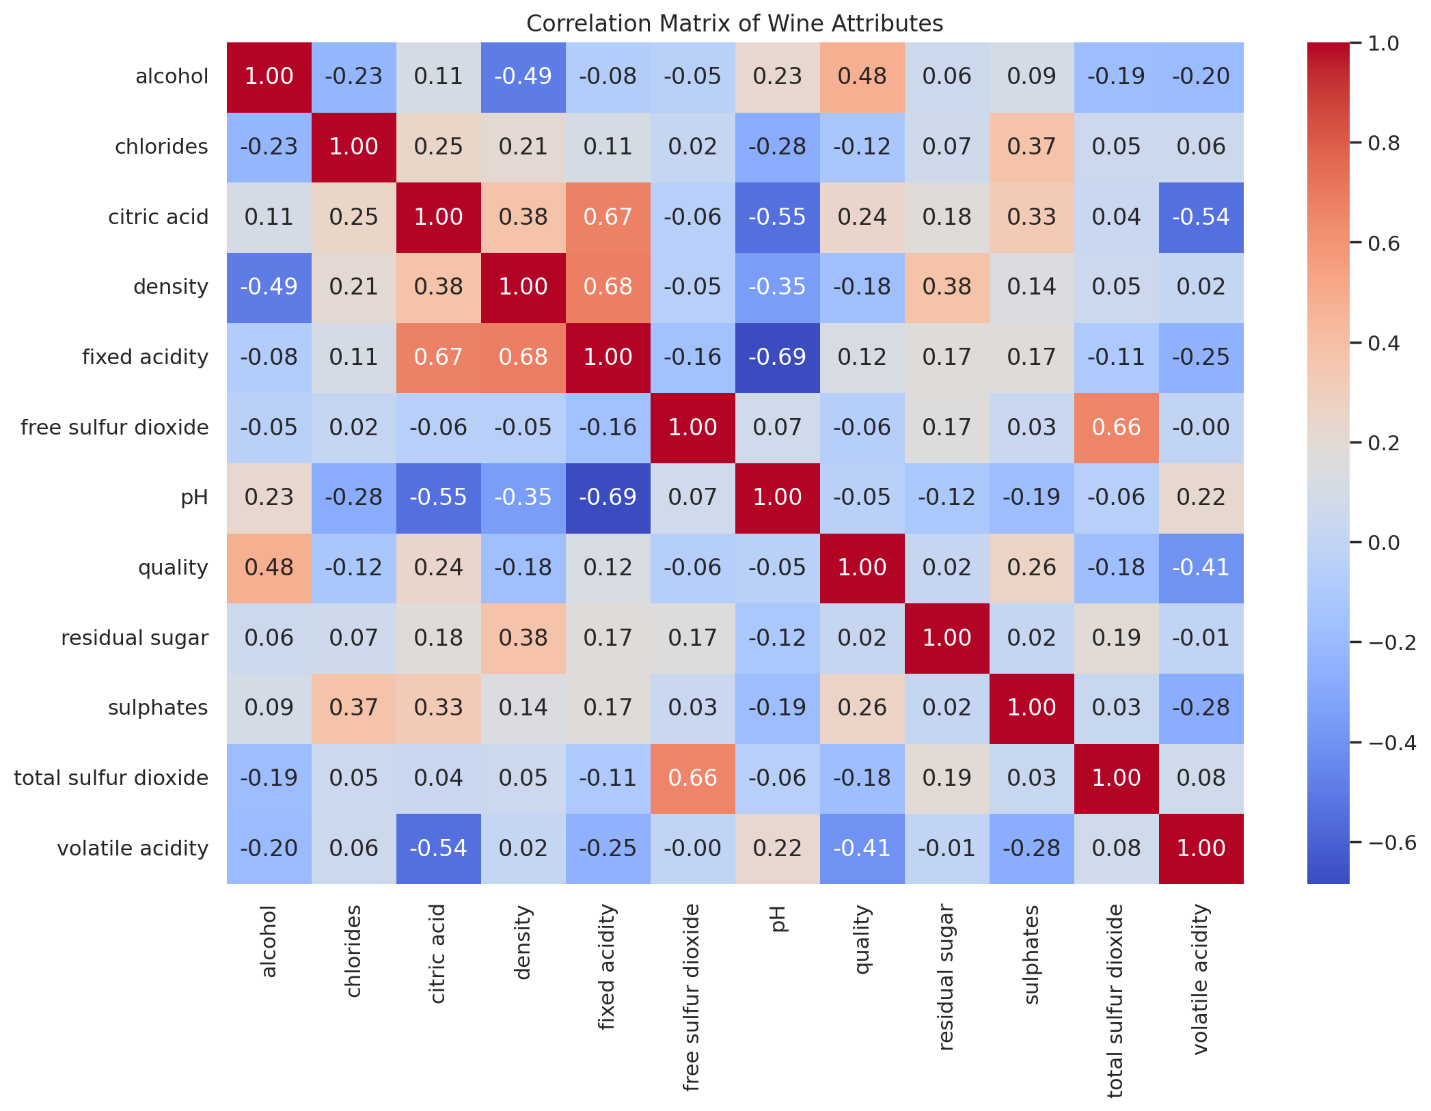 Correlation Matrix of Wine Attributes
alcohol 1.00 -0.23 0.11 -0.49 -0.08 -0.05 0.23 0.48 0.06 0.09 -0.19 -0.20
chlorides -0.23 1.00 0.25 0.21 0.11 0.02 -0.28 -0.12 0.07 0.37 0.05 0.06
citric acid 0.11 0.25 1.00 0.38 0.67 -0.06 -0.55 0.24 0.18 0.33 0.04 -0.54
density -0.49 0.21 0.38 1.00 0.68 -0.05 -0.35 -0.18 0.38 0.14 0.05 0.02
fixed acidity -0.08 0.11 0.67 0.68 1.00 -0.16 -0.69 0.12 0.17 0.17 -0.11 -0.25
free sulfur dioxide -0.05 0.02 -0.06 -0.05 -0.16 1.00 0.07 -0.06 0.17 0.03 0.66 -0.00
pH 0.23 -0.28 -0.55 -0.35 -0.69 0.07 1.00 -0.05 -0.12 -0.19 -0.06 0.22
quality 0.48 -0.12 0.24 -0.18 0.12 -0.06 -0.05 1.00 0.02 0.26 -0.18 -0.41
residual sugar 0.06 0.07 0.18 0.38 0.17 0.17 -0.12 0.02 1.00 0.02 0.19 -0.01
sulphates 0.09 0.37 0.33 0.14 0.17 0.03 -0.19 0.26 0.02 1.00 0.03 -0.28
total sulfur dioxide -0.19 0.05 0.04 0.05 -0.11 0.66 -0.06 -0.18 0.19 0.03 1.00 0.08
volatile acidity -0.20 0.06 -0.54 0.02 -0.25 -0.00 0.22 -0.41 -0.01 -0.28 0.08 1.00
alcohol
chlorides
citric acid
density
fixed acidity
free sulfur dioxide
pH
quality
residual sugar
sulphates
total sulfur dioxide
volatile acidity
1.0
0.8
0.6
0.4
0.2
0.0
−0.2
−0.4
−0.6